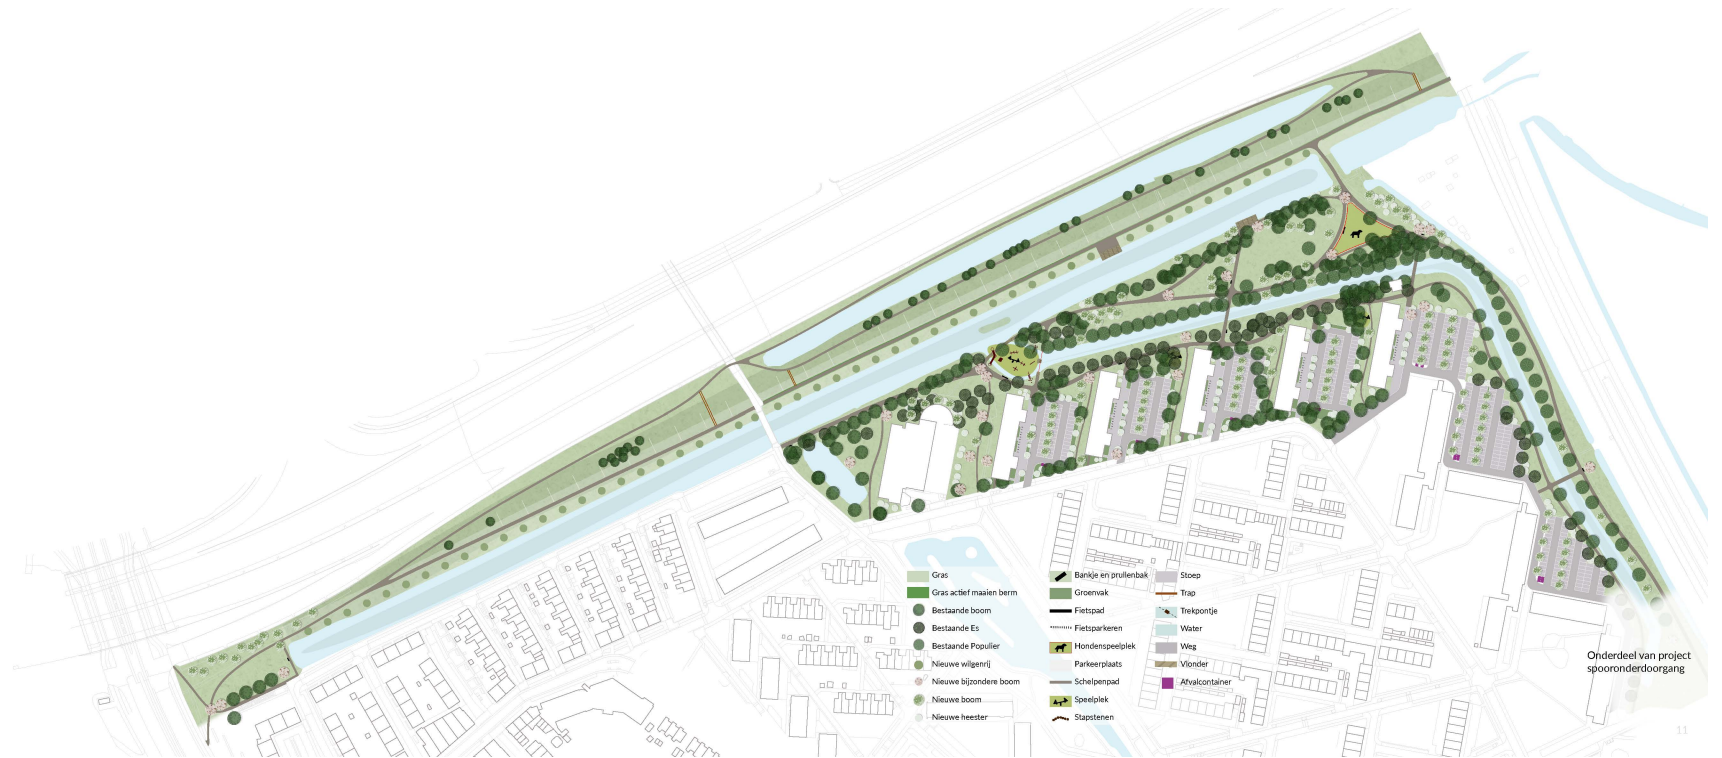 Gras
Gras actief maaien berm
Bestaande boom
Bestaande Es
Bestaande Populier
Nieuwe wilgenrij
Nieuwe bijzondere boom
Nieuwe boom
Nieuwe heester
Bankje en prullenbak
Groenvak
Fietspad
Fietsparkeren
Hondenspeelplek
Parkeerplaats
Schelpenpad
Speelplek
Stapstenen
Stoep
Trap
Trekpontje
Water
Weg
Vlonder
Afvalcontainer
Onderdeel van project
spooronderdoorgang
11